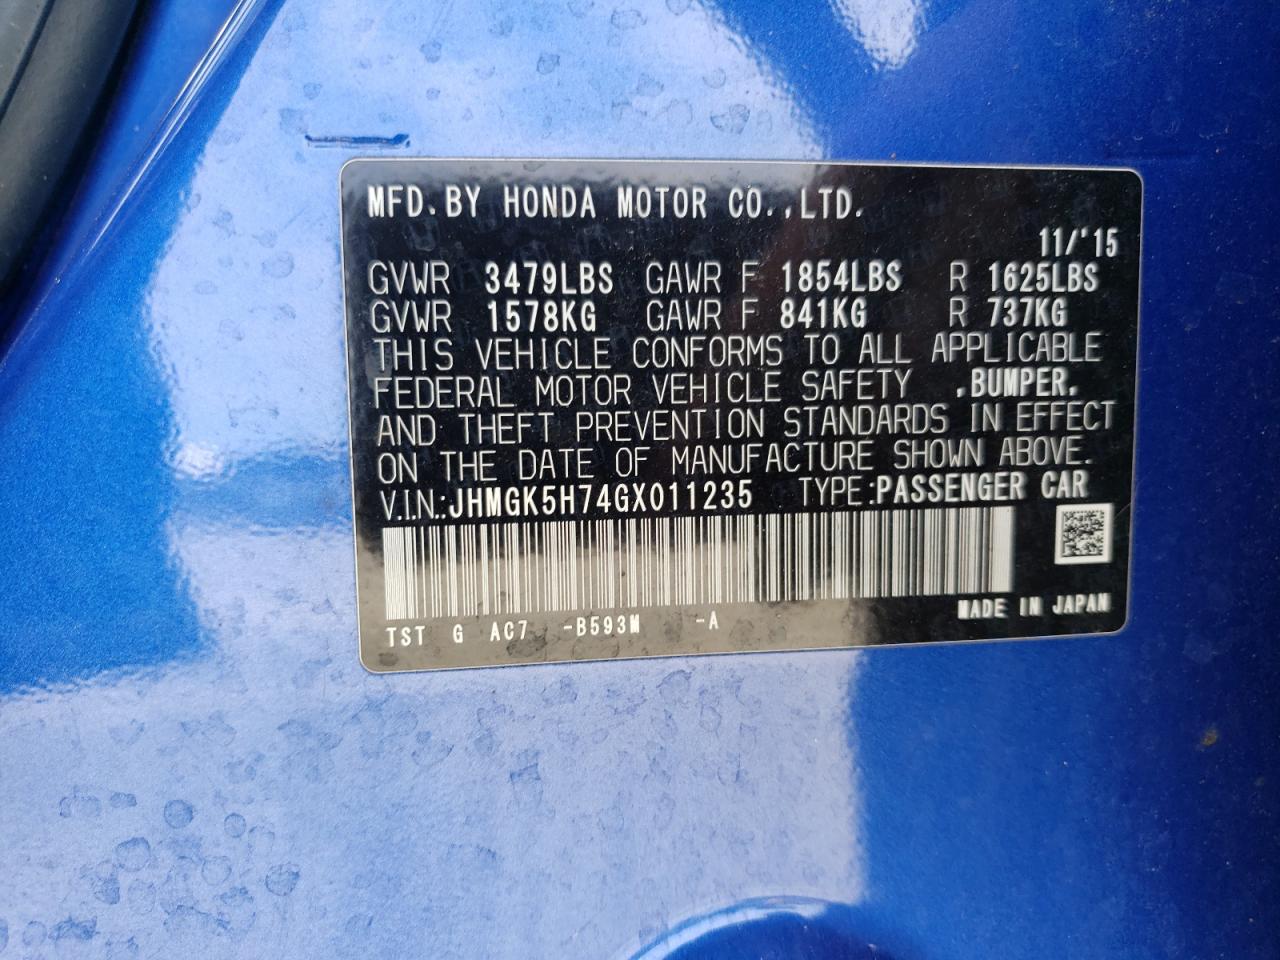 MFD. BY HONDA MOTOR CO.,LTD.
11/'15
GVWR 3479LBS GAWR F 1854LBS R 1625LBS
GVWR 1578KG GAWR F 841KG R 737KG
THIS VEHICLE CONFORMS TO ALL APPLICABLE
FEDERAL MOTOR VEHICLE SAFETY ,BUMPER,
AND THEFT PREVENTION STANDARDS IN EFFECT
ON THE DATE OF MANUFACTURE SHOWN ABOVE.
V.I.N.:JHMGK5H74GX011235 TYPE:PASSENGER CAR
MADE IN JAPAN
TST G AC7 -B593M -A